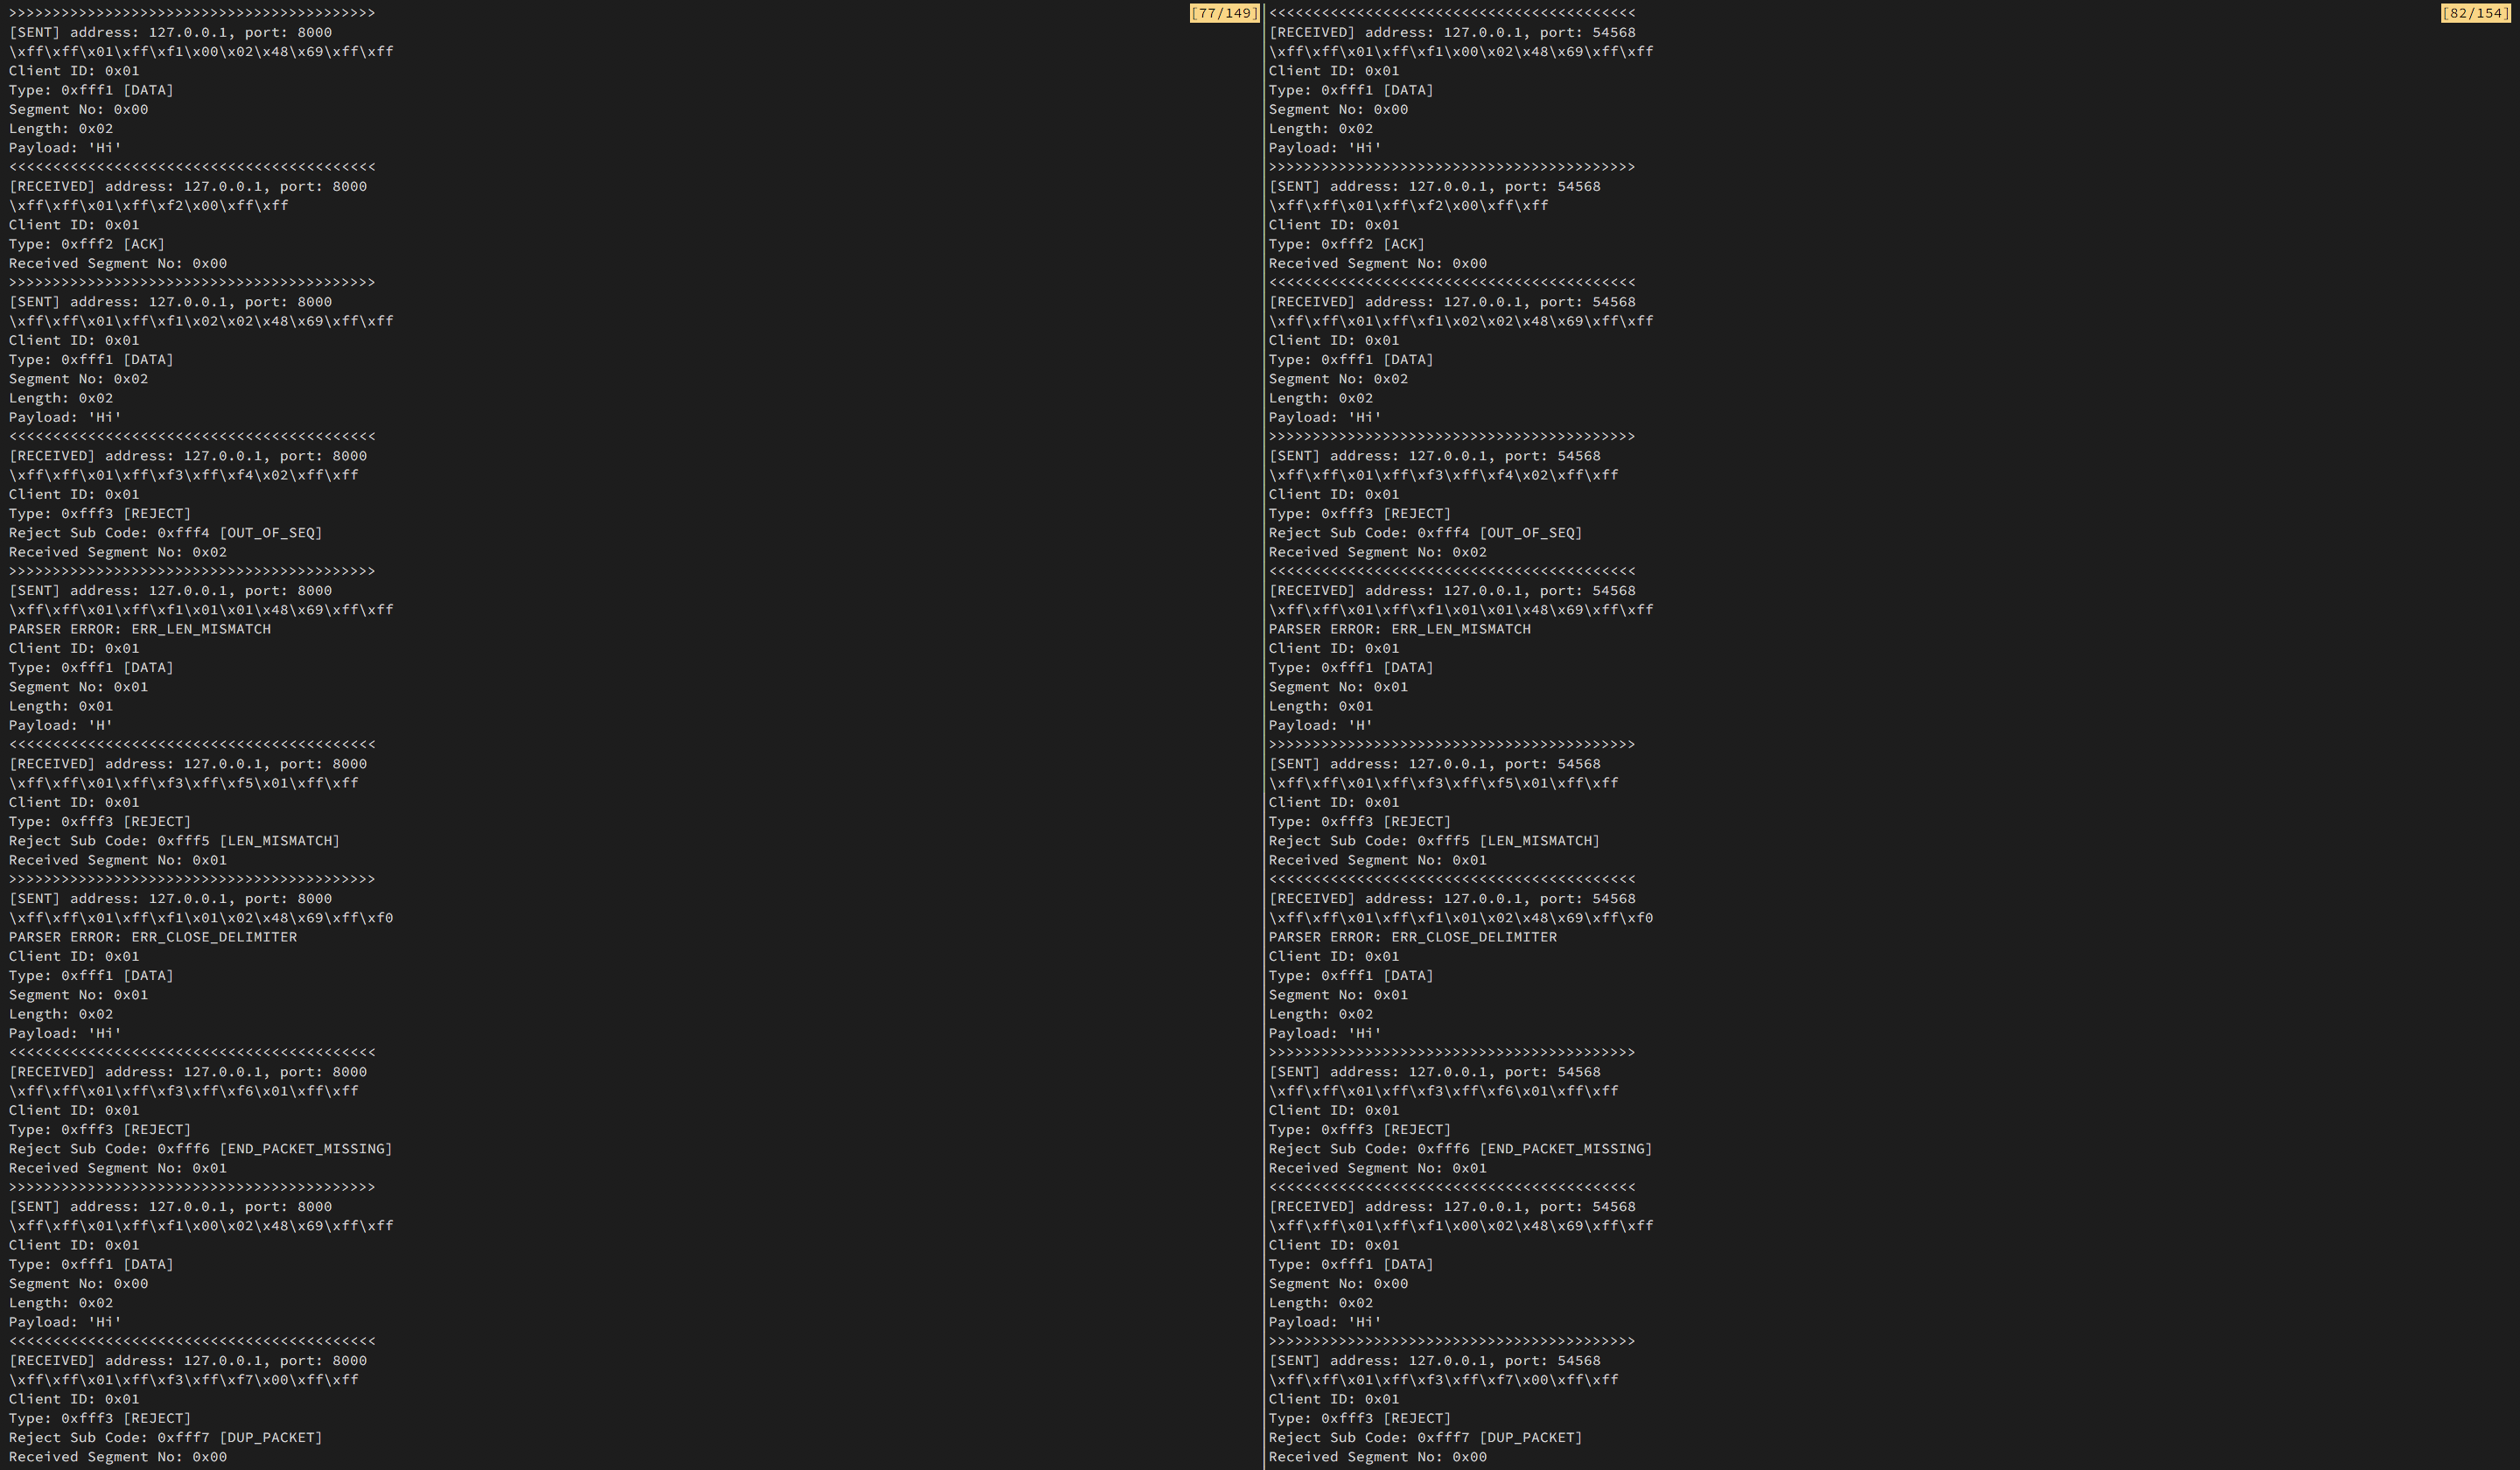 >>>>>>>>>>>>>>>>>>>>>>>>>>>>>>>>>>>>>>>>>>
[77/149]
[SENT] address: 127.0.0.1, port: 8000
\xff\xff\x01\xff\xf1\x00\x02\x48\x69\xff\xff
Client ID: 0x01
Type: 0xfff1 [DATA]
Segment No: 0x00
Length: 0x02
Payload: 'Hi'
<<<<<<<<<<<<<<<<<<<<<<<<<<<<<<<<<<<<<<<<<<
[RECEIVED] address: 127.0.0.1, port: 8000
\xff\xff\x01\xff\xf2\x00\xff\xff
Client ID: 0x01
Type: 0xfff2 [ACK]
Received Segment No: 0x00
>>>>>>>>>>>>>>>>>>>>>>>>>>>>>>>>>>>>>>>>>>
[SENT] address: 127.0.0.1, port: 8000
\xff\xff\x01\xff\xf1\x02\x02\x48\x69\xff\xff
Client ID: 0x01
Type: 0xfff1 [DATA]
Segment No: 0x02
Length: 0x02
Payload: 'Hi'
<<<<<<<<<<<<<<<<<<<<<<<<<<<<<<<<<<<<<<<<<<
[RECEIVED] address: 127.0.0.1, port: 8000
\xff\xff\x01\xff\xf3\xff\xf4\x02\xff\xff
Client ID: 0x01
Type: 0xfff3 [REJECT]
Reject Sub Code: 0xfff4 [OUT_OF_SEQ]
Received Segment No: 0x02
>>>>>>>>>>>>>>>>>>>>>>>>>>>>>>>>>>>>>>>>>>
[SENT] address: 127.0.0.1, port: 8000
\xff\xff\x01\xff\xf1\x01\x01\x48\x69\xff\xff
PARSER ERROR: ERR_LEN_MISMATCH
Client ID: 0x01
Type: 0xfff1 [DATA]
Segment No: 0x01
Length: 0x01
Payload: 'H'
<<<<<<<<<<<<<<<<<<<<<<<<<<<<<<<<<<<<<<<<<<
[RECEIVED] address: 127.0.0.1, port: 8000
\xff\xff\x01\xff\xf3\xff\xf5\x01\xff\xff
Client ID: 0x01
Type: 0xfff3 [REJECT]
Reject Sub Code: 0xfff5 [LEN_MISMATCH]
Received Segment No: 0x01
>>>>>>>>>>>>>>>>>>>>>>>>>>>>>>>>>>>>>>>>>>
[SENT] address: 127.0.0.1, port: 8000
\xff\xff\x01\xff\xf1\x01\x02\x48\x69\xff\xf0
PARSER ERROR: ERR_CLOSE_DELIMITER
Client ID: 0x01
Type: 0xfff1 [DATA]
Segment No: 0x01
Length: 0x02
Payload: 'Hi'
<<<<<<<<<<<<<<<<<<<<<<<<<<<<<<<<<<<<<<<<<<
[RECEIVED] address: 127.0.0.1, port: 8000
\xff\xff\x01\xff\xf3\xff\xf6\x01\xff\xff
Client ID: 0x01
Type: 0xfff3 [REJECT]
Reject Sub Code: 0xfff6 [END_PACKET_MISSING]
Received Segment No: 0x01
>>>>>>>>>>>>>>>>>>>>>>>>>>>>>>>>>>>>>>>>>>
[SENT] address: 127.0.0.1, port: 8000
\xff\xff\x01\xff\xf1\x00\x02\x48\x69\xff\xff
Client ID: 0x01
Type: 0xfff1 [DATA]
Segment No: 0x00
Length: 0x02
Payload: 'Hi'
<<<<<<<<<<<<<<<<<<<<<<<<<<<<<<<<<<<<<<<<<<
[RECEIVED] address: 127.0.0.1, port: 8000
\xff\xff\x01\xff\xf3\xff\xf7\x00\xff\xff
Client ID: 0x01
Type: 0xfff3 [REJECT]
Reject Sub Code: 0xfff7 [DUP_PACKET]
Received Segment No: 0x00
<<<<<<<<<<<<<<<<<<<<<<<<<<<<<<<<<<<<<<<<<<
[82/154]
[RECEIVED] address: 127.0.0.1, port: 54568
\xff\xff\x01\xff\xf1\x00\x02\x48\x69\xff\xff
Client ID: 0x01
Type: 0xfff1 [DATA]
Segment No: 0x00
Length: 0x02
Payload: 'Hi'
>>>>>>>>>>>>>>>>>>>>>>>>>>>>>>>>>>>>>>>>>>
[SENT] address: 127.0.0.1, port: 54568
\xff\xff\x01\xff\xf2\x00\xff\xff
Client ID: 0x01
Type: 0xfff2 [ACK]
Received Segment No: 0x00
<<<<<<<<<<<<<<<<<<<<<<<<<<<<<<<<<<<<<<<<<<
[RECEIVED] address: 127.0.0.1, port: 54568
\xff\xff\x01\xff\xf1\x02\x02\x48\x69\xff\xff
Client ID: 0x01
Type: 0xfff1 [DATA]
Segment No: 0x02
Length: 0x02
Payload: 'Hi'
>>>>>>>>>>>>>>>>>>>>>>>>>>>>>>>>>>>>>>>>>>
[SENT] address: 127.0.0.1, port: 54568
\xff\xff\x01\xff\xf3\xff\xf4\x02\xff\xff
Client ID: 0x01
Type: 0xfff3 [REJECT]
Reject Sub Code: 0xfff4 [OUT_OF_SEQ]
Received Segment No: 0x02
<<<<<<<<<<<<<<<<<<<<<<<<<<<<<<<<<<<<<<<<<<
[RECEIVED] address: 127.0.0.1, port: 54568
\xff\xff\x01\xff\xf1\x01\x01\x48\x69\xff\xff
PARSER ERROR: ERR_LEN_MISMATCH
Client ID: 0x01
Type: 0xfff1 [DATA]
Segment No: 0x01
Length: 0x01
Payload: 'H'
>>>>>>>>>>>>>>>>>>>>>>>>>>>>>>>>>>>>>>>>>>
[SENT] address: 127.0.0.1, port: 54568
\xff\xff\x01\xff\xf3\xff\xf5\x01\xff\xff
Client ID: 0x01
Type: 0xfff3 [REJECT]
Reject Sub Code: 0xfff5 [LEN_MISMATCH]
Received Segment No: 0x01
<<<<<<<<<<<<<<<<<<<<<<<<<<<<<<<<<<<<<<<<<<
[RECEIVED] address: 127.0.0.1, port: 54568
\xff\xff\x01\xff\xf1\x01\x02\x48\x69\xff\xf0
PARSER ERROR: ERR_CLOSE_DELIMITER
Client ID: 0x01
Type: 0xfff1 [DATA]
Segment No: 0x01
Length: 0x02
Payload: 'Hi'
>>>>>>>>>>>>>>>>>>>>>>>>>>>>>>>>>>>>>>>>>>
[SENT] address: 127.0.0.1, port: 54568
\xff\xff\x01\xff\xf3\xff\xf6\x01\xff\xff
Client ID: 0x01
Type: 0xfff3 [REJECT]
Reject Sub Code: 0xfff6 [END_PACKET_MISSING]
Received Segment No: 0x01
<<<<<<<<<<<<<<<<<<<<<<<<<<<<<<<<<<<<<<<<<<
[RECEIVED] address: 127.0.0.1, port: 54568
\xff\xff\x01\xff\xf1\x00\x02\x48\x69\xff\xff
Client ID: 0x01
Type: 0xfff1 [DATA]
Segment No: 0x00
Length: 0x02
Payload: 'Hi'
>>>>>>>>>>>>>>>>>>>>>>>>>>>>>>>>>>>>>>>>>>
[SENT] address: 127.0.0.1, port: 54568
\xff\xff\x01\xff\xf3\xff\xf7\x00\xff\xff
Client ID: 0x01
Type: 0xfff3 [REJECT]
Reject Sub Code: 0xfff7 [DUP_PACKET]
Received Segment No: 0x00